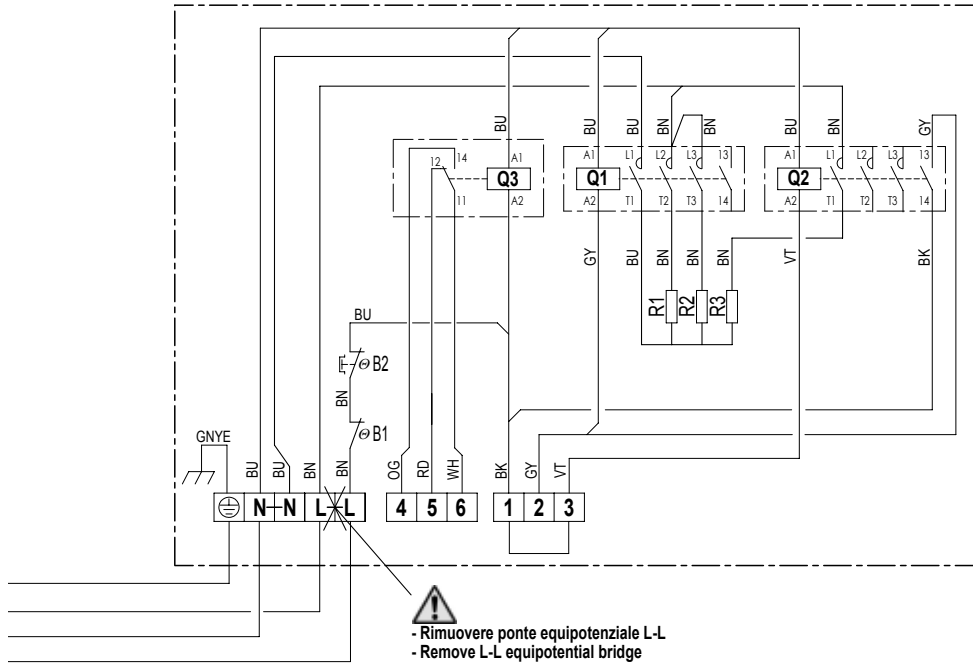 BU BU BN BU BN BU BN GY
12 14 A1 Q3 11 A2
A1 L1 L2 L3 13 Q1 A2 T1 T2 T3 14
A1 L1 L2 L3 13 Q2 A2 T1 T2 T3 14
GY BU BN BN BN VT BK
R1 R2 R3
BU
B2
BN
B1
GNYE BU BU BN BN OG RD WH BK GY VT
N N L L 4 5 6 1 2 3
- Rimuovere ponte equipotenziale L-L
- Remove L-L equipotential bridge